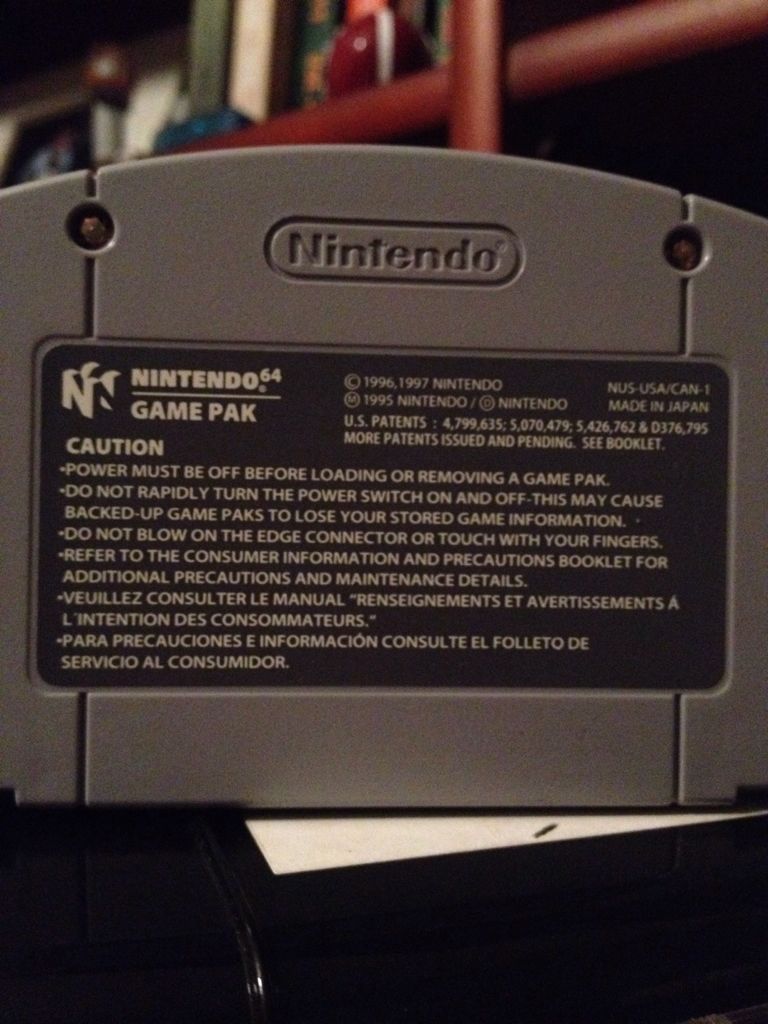 Nintendo®
NINTENDO64®
GAME PAK
©1996,1997 NINTENDO
Ⓜ1995 NINTENDO / Ⓓ NINTENDO
NUS-USA/CAN-1
MADE IN JAPAN
U.S. PATENTS : 4,799,635; 5,070,479; 5,426,762 & D376,795
MORE PATENTS ISSUED AND PENDING. SEE BOOKLET.
CAUTION
•POWER MUST BE OFF BEFORE LOADING OR REMOVING A GAME PAK.
•DO NOT RAPIDLY TURN THE POWER SWITCH ON AND OFF-THIS MAY CAUSE
BACKED-UP GAME PAKS TO LOSE YOUR STORED GAME INFORMATION.
•DO NOT BLOW ON THE EDGE CONNECTOR OR TOUCH WITH YOUR FINGERS.
•REFER TO THE CONSUMER INFORMATION AND PRECAUTIONS BOOKLET FOR
ADDITIONAL PRECAUTIONS AND MAINTENANCE DETAILS.
•VEUILLEZ CONSULTER LE MANUAL "RENSEIGNEMENTS ET AVERTISSEMENTS Á
L'INTENTION DES CONSOMMATEURS."
•PARA PRECAUCIONES E INFORMACIÓN CONSULTE EL FOLLETO DE
SERVICIO AL CONSUMIDOR.